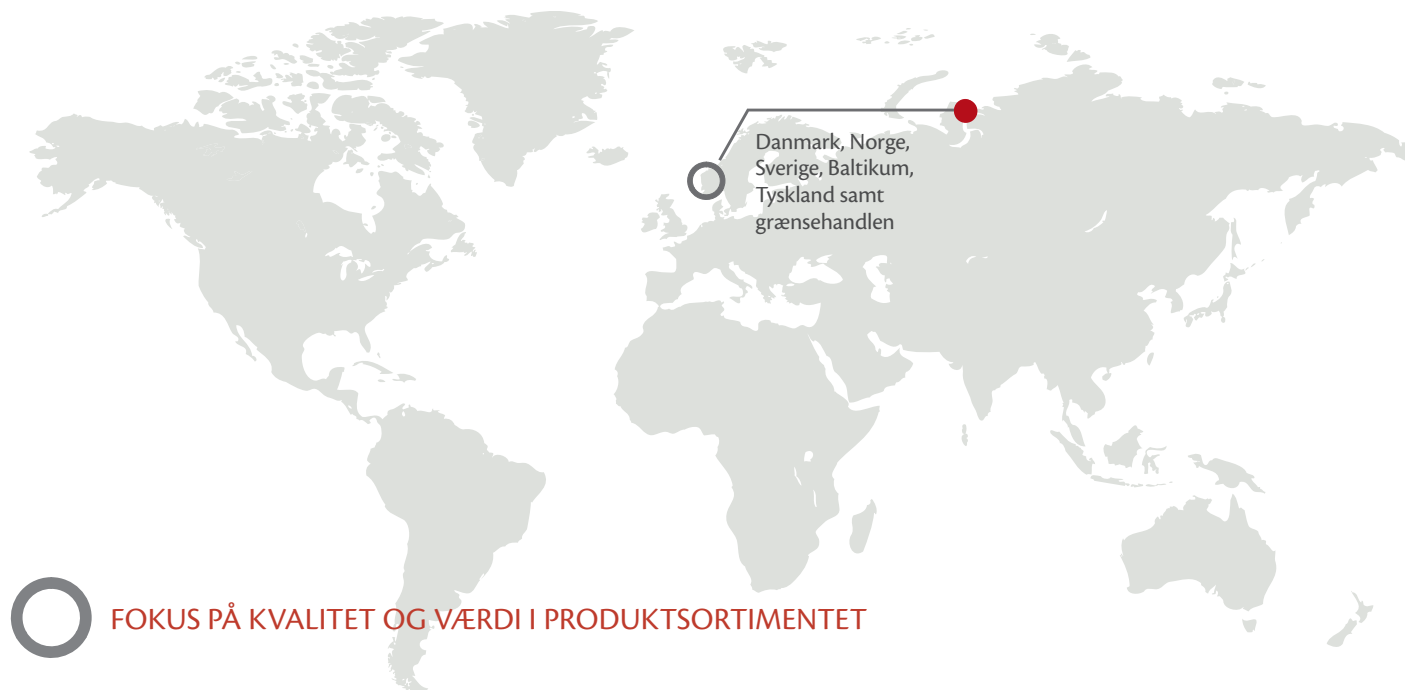 Danmark, Norge,
Sverige, Baltikum,
Tyskland samt
grænsehandlen
FOKUS PÅ KVALITET OG VÆRDI I PRODUKTSORTIMENTET